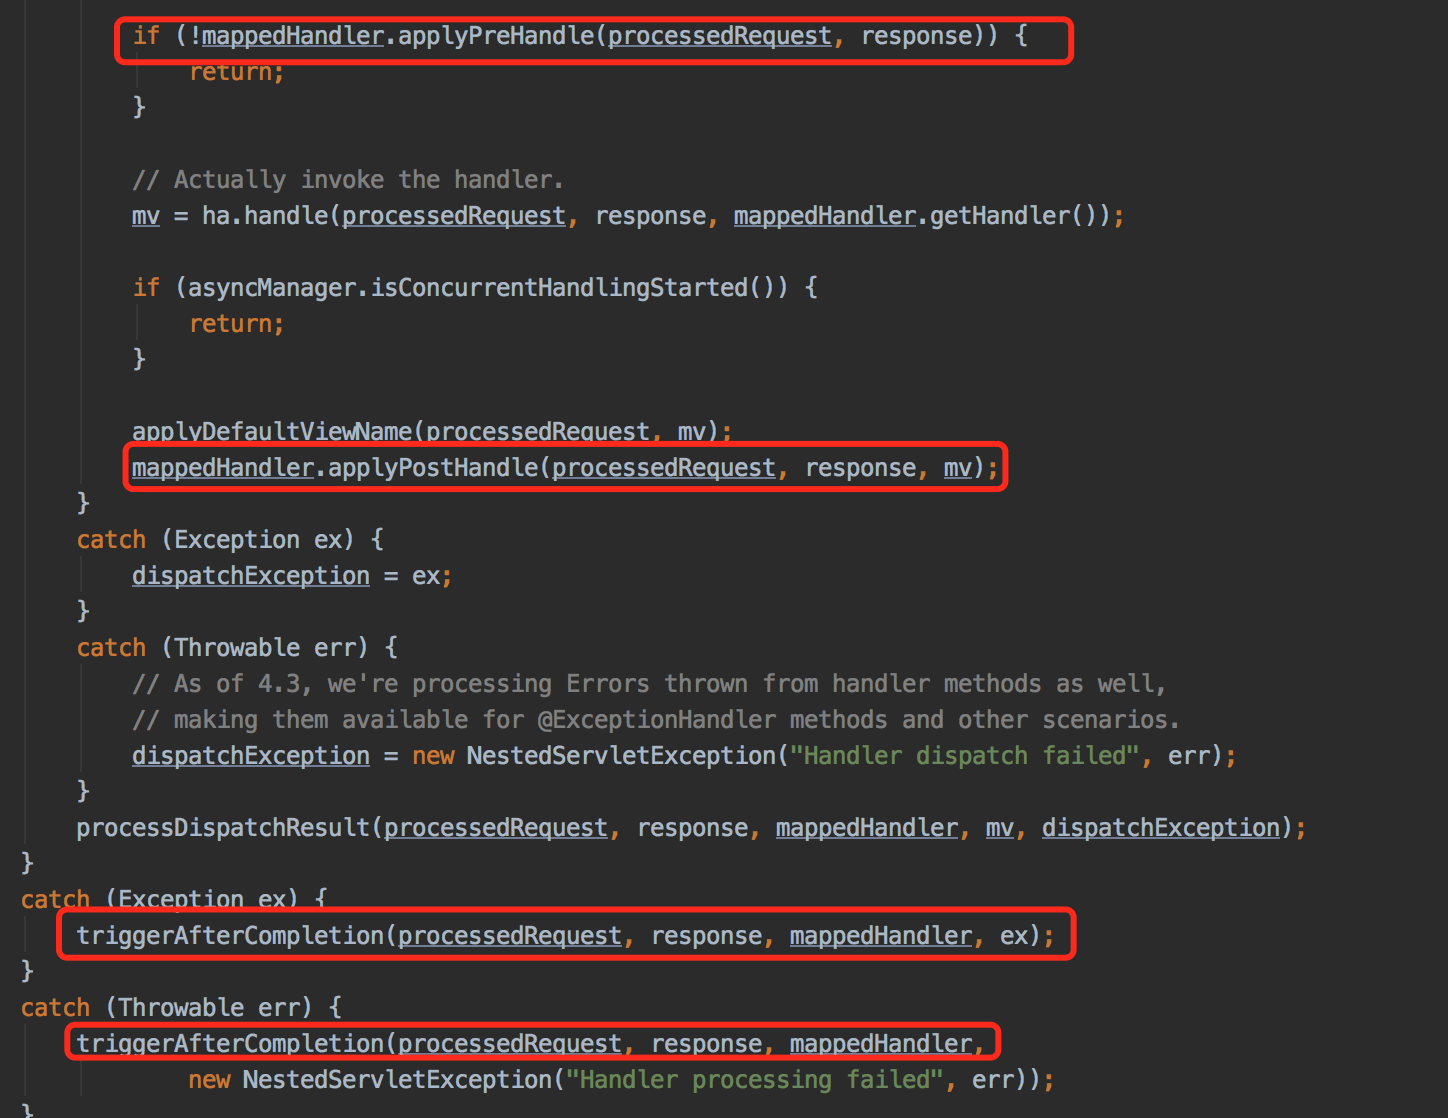 if (!mappedHandler.applyPreHandle(processedRequest, response)) {
return;
}
// Actually invoke the handler.
mv = ha.handle(processedRequest, response, mappedHandler.getHandler());
if (asyncManager.isConcurrentHandlingStarted()) {
return;
}
applyDefaultViewName(processedRequest, mv);
mappedHandler.applyPostHandle(processedRequest, response, mv);
}
catch (Exception ex) {
dispatchException = ex;
}
catch (Throwable err) {
// As of 4.3, we're processing Errors thrown from handler methods as well,
// making them available for @ExceptionHandler methods and other scenarios.
dispatchException = new NestedServletException("Handler dispatch failed", err);
}
processDispatchResult(processedRequest, response, mappedHandler, mv, dispatchException);
}
catch (Exception ex) {
triggerAfterCompletion(processedRequest, response, mappedHandler, ex);
}
catch (Throwable err) {
triggerAfterCompletion(processedRequest, response, mappedHandler,
new NestedServletException("Handler processing failed", err));
}